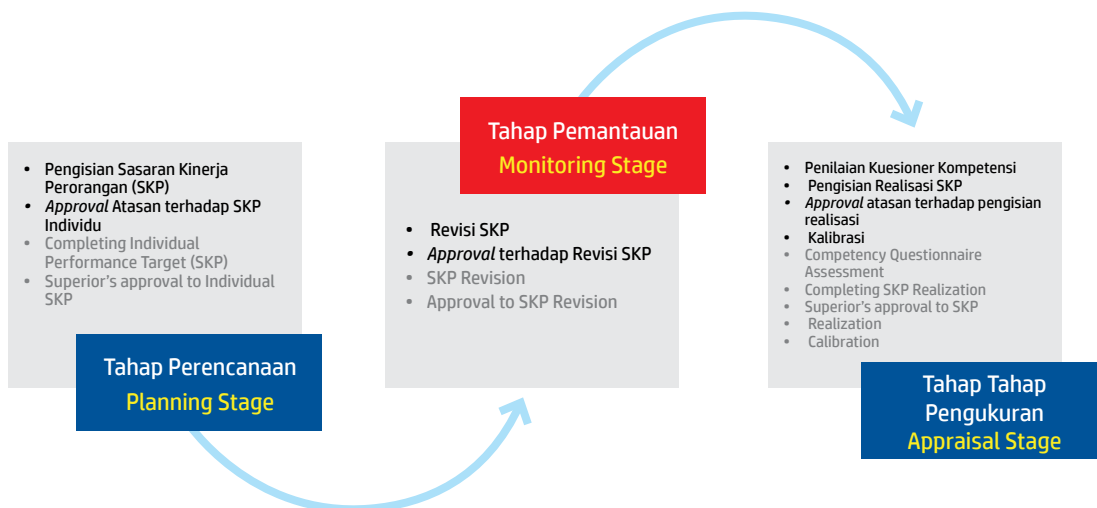 • Pengisian Sasaran Kinerja
Perorangan (SKP)
• Approval Atasan terhadap SKP
Individu
• Completing Individual
Performance Target (SKP)
• Superior's approval to Individual
SKP
Tahap Perencanaan
Planning Stage
Tahap Pemantauan
Monitoring Stage
• Revisi SKP
• Approval terhadap Revisi SKP
• SKP Revision
• Approval to SKP Revision
• Penilaian Kuesioner Kompetensi
• Pengisian Realisasi SKP
• Approval atasan terhadap pengisian
realisasi
• Kalibrasi
• Competency Questionnaire
Assessment
• Completing SKP Realization
• Superior's approval to SKP
• Realization
• Calibration
Tahap Tahap
Pengukuran
Appraisal Stage